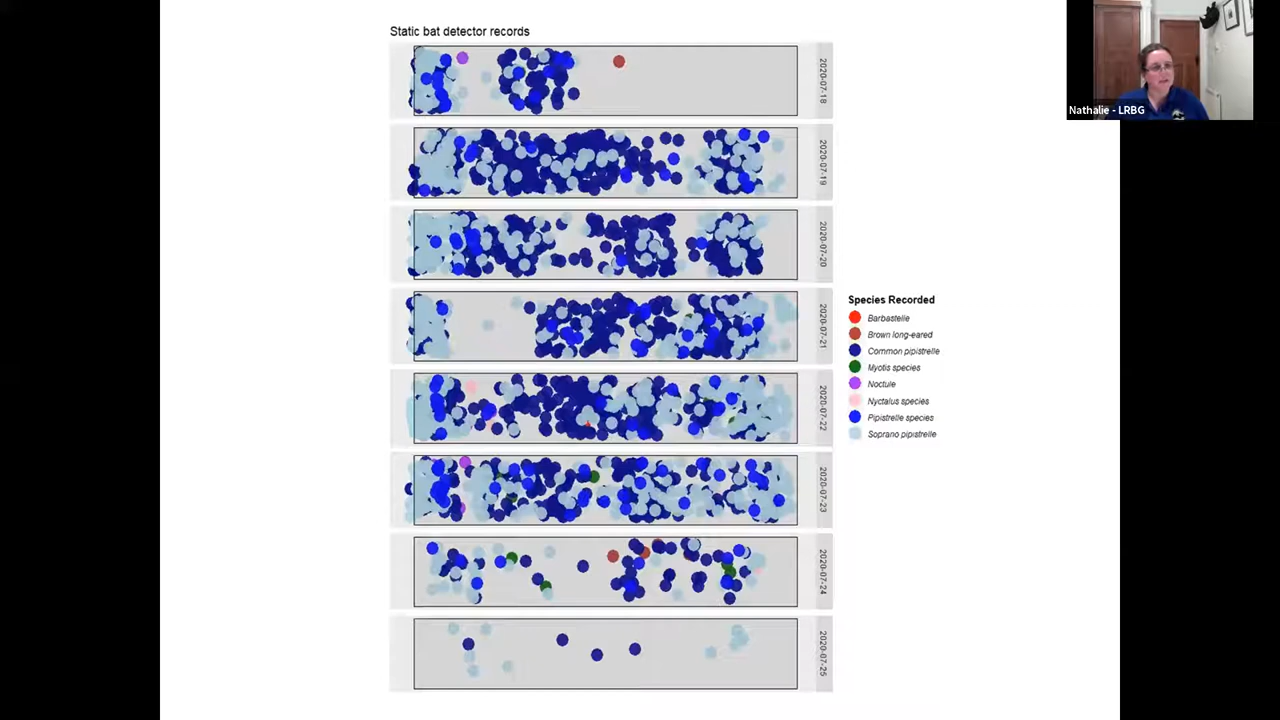 Static bat detector records
Nathalie - LRBG
2020-07-18
2020-07-19
2020-07-20
2020-07-21
2020-07-22
2020-07-23
2020-07-24
2020-07-25
Species Recorded
Barbastelle
Brown long-eared
Common pipistrelle
Myotis species
Noctule
Nyctalus species
Pipistrelle species
Soprano pipistrelle